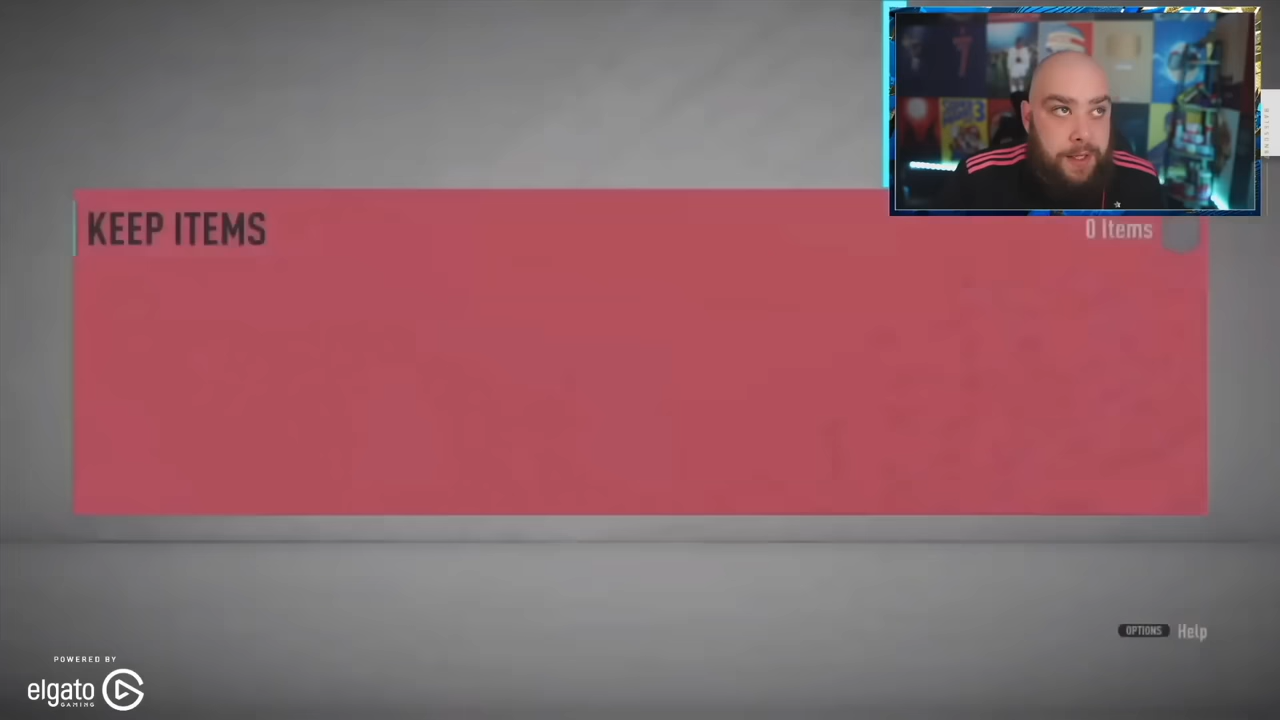 KEEP ITEMS
0 Items
OPTIONS Help
POWERED BY
elgato
GAMING